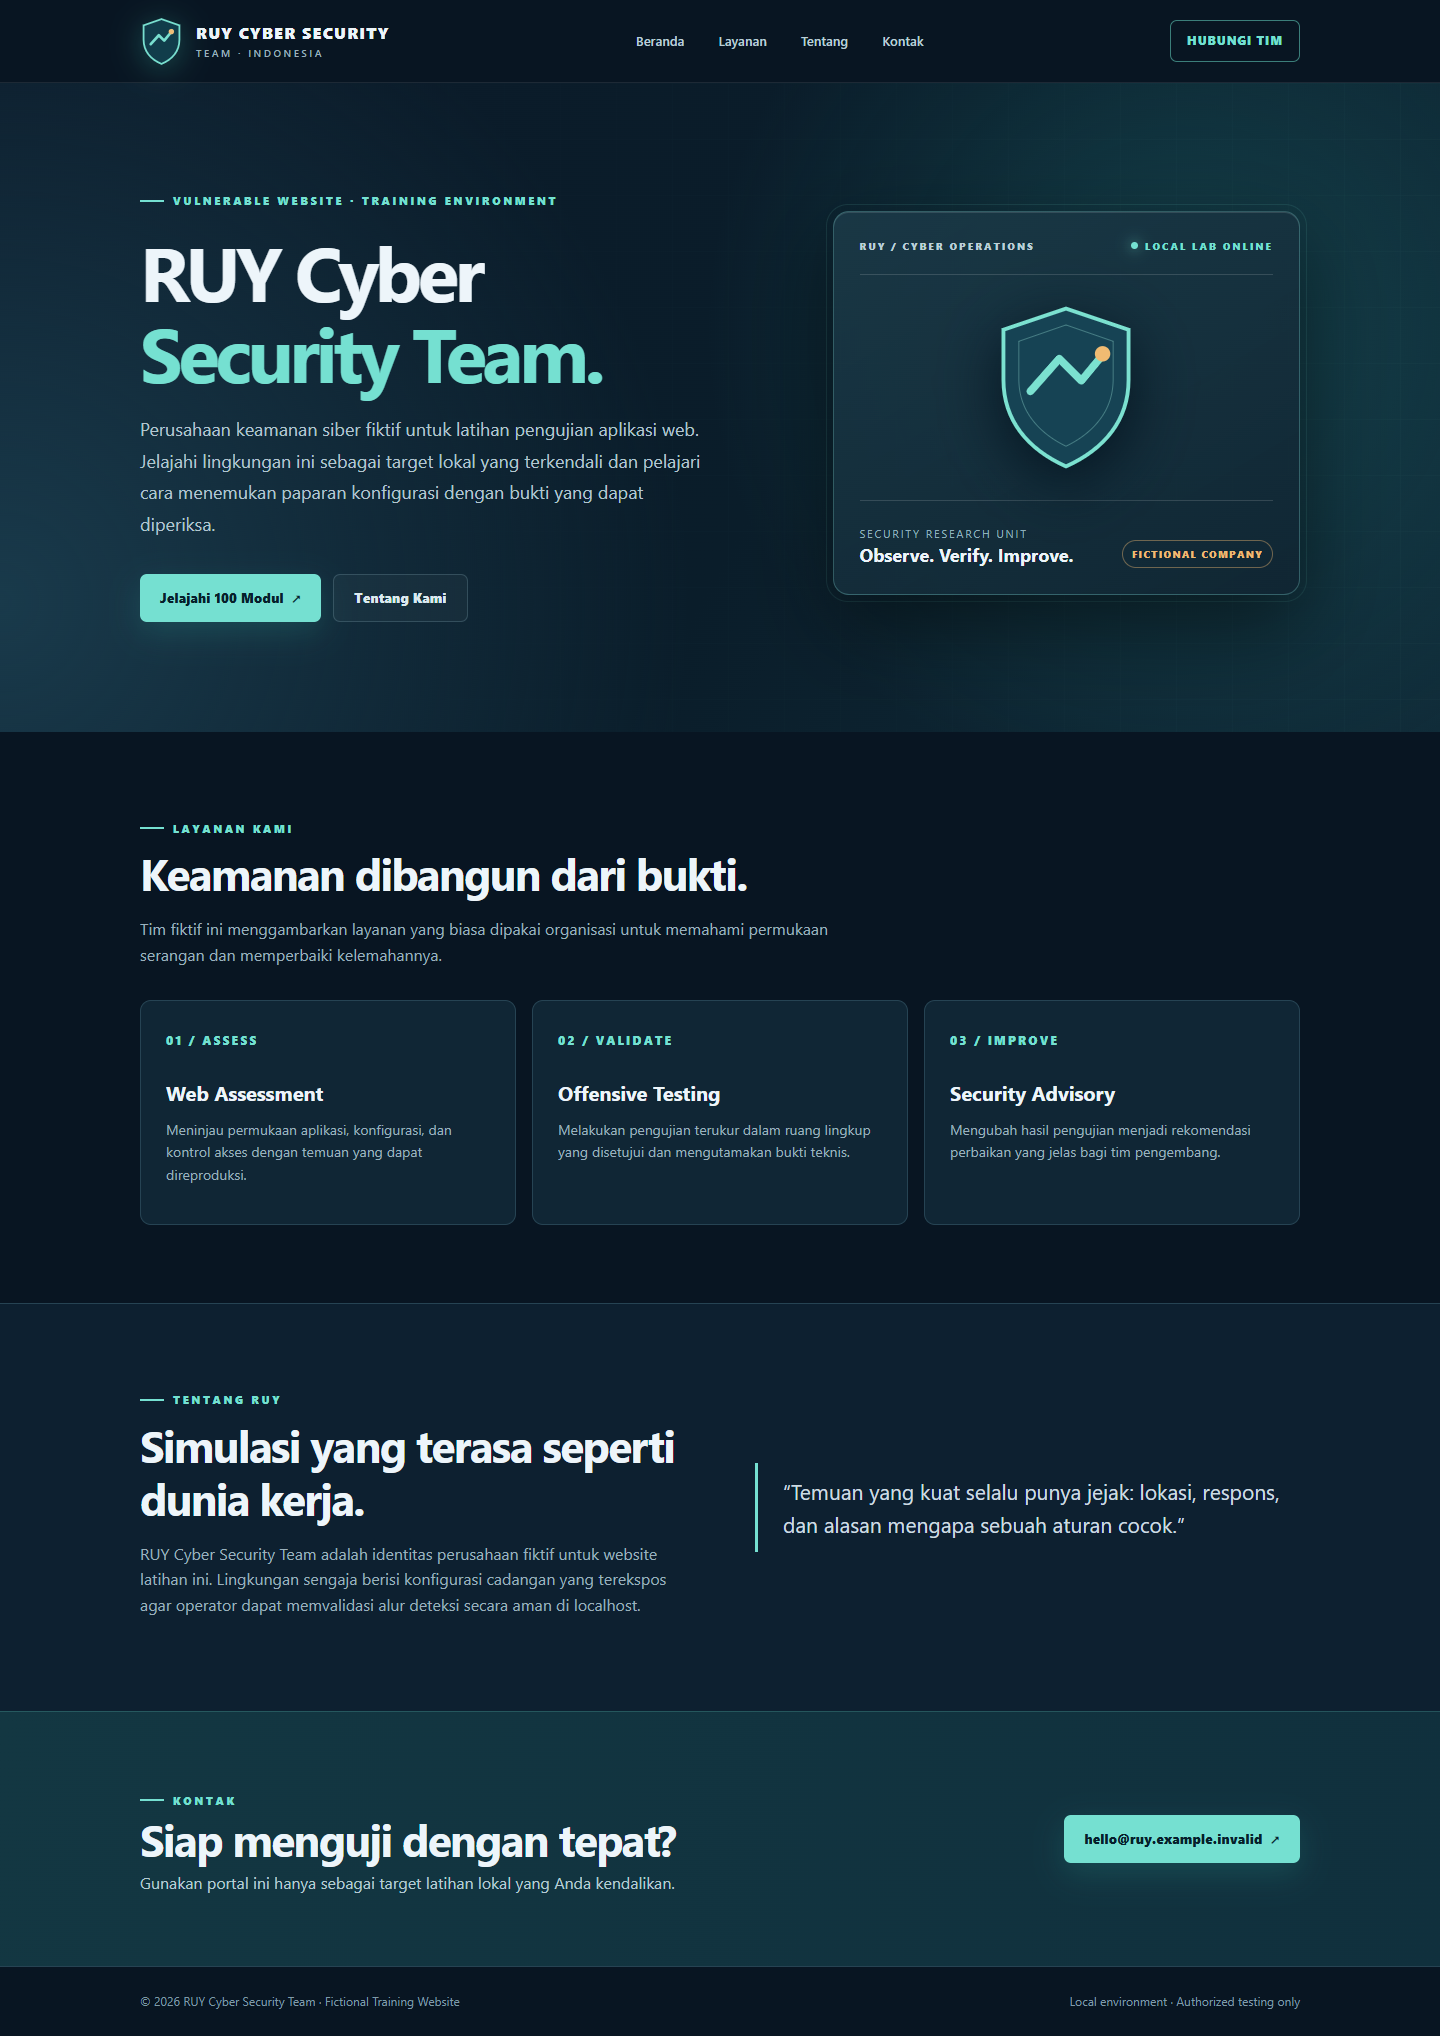 RUY CYBER SECURITY
TEAM · INDONESIA
Beranda
Layanan
Tentang
Kontak
HUBUNGI TIM
VULNERABLE WEBSITE · TRAINING ENVIRONMENT
RUY Cyber
Security Team.
Perusahaan keamanan siber fiktif untuk latihan pengujian aplikasi web.
Jelajahi lingkungan ini sebagai target lokal yang terkendali dan pelajari
cara menemukan paparan konfigurasi dengan bukti yang dapat
diperiksa.
Jelajahi 100 Modul ↗
Tentang Kami
RUY / CYBER OPERATIONS
LOCAL LAB ONLINE
SECURITY RESEARCH UNIT
Observe. Verify. Improve.
FICTIONAL COMPANY
LAYANAN KAMI
Keamanan dibangun dari bukti.
Tim fiktif ini menggambarkan layanan yang biasa dipakai organisasi untuk memahami permukaan
serangan dan memperbaiki kelemahannya.
01 / ASSESS
Web Assessment
Meninjau permukaan aplikasi, konfigurasi, dan
kontrol akses dengan temuan yang dapat
direproduksi.
02 / VALIDATE
Offensive Testing
Melakukan pengujian terukur dalam ruang lingkup
yang disetujui dan mengutamakan bukti teknis.
03 / IMPROVE
Security Advisory
Mengubah hasil pengujian menjadi rekomendasi
perbaikan yang jelas bagi tim pengembang.
TENTANG RUY
Simulasi yang terasa seperti
dunia kerja.
RUY Cyber Security Team adalah identitas perusahaan fiktif untuk website
latihan ini. Lingkungan sengaja berisi konfigurasi cadangan yang terekspos
agar operator dapat memvalidasi alur deteksi secara aman di localhost.
“Temuan yang kuat selalu punya jejak: lokasi, respons,
dan alasan mengapa sebuah aturan cocok.”
KONTAK
Siap menguji dengan tepat?
Gunakan portal ini hanya sebagai target latihan lokal yang Anda kendalikan.
hello@ruy.example.invalid ↗
© 2026 RUY Cyber Security Team · Fictional Training Website
Local environment · Authorized testing only